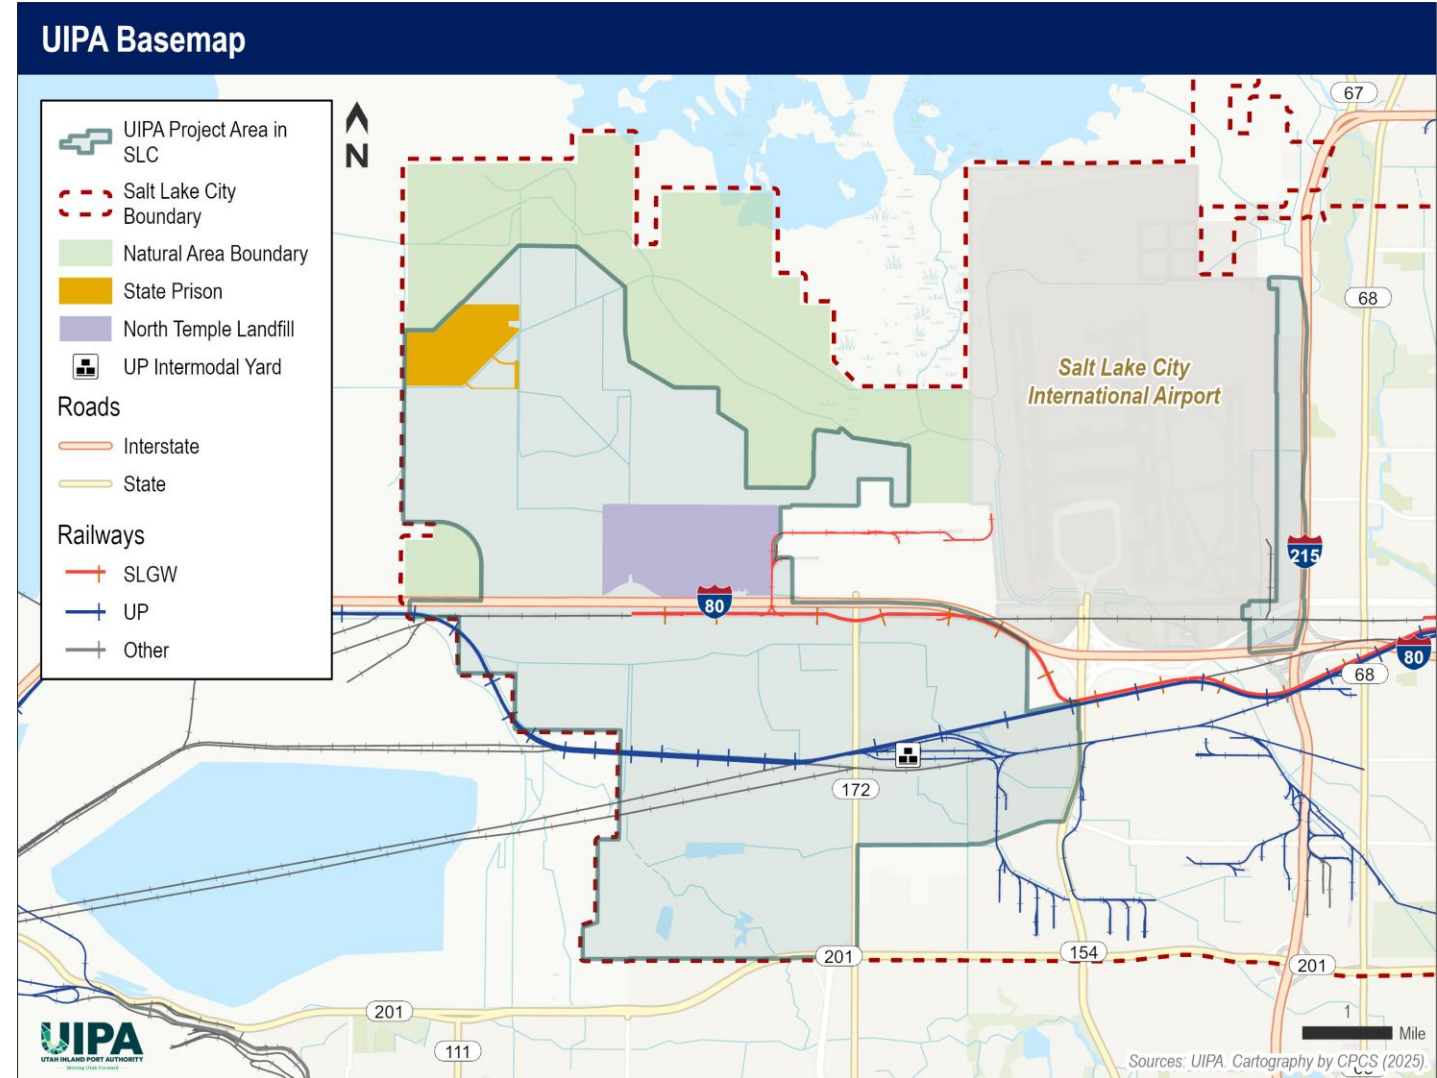 UIPA Basemap
UIPA Project Area in
SLC
Salt Lake City
Boundary
Natural Area Boundary
State Prison
North Temple Landfill
UP Intermodal Yard
Roads
Interstate
State
Railways
SLGW
UP
Other
N
67
68
Salt Lake City
International Airport
215
80
80
68
172
201
154
201
201
111
1
Mile
UIPA
UTAH INLAND PORT AUTHORITY
Moving Utah Forward
Sources: UIPA. Cartography by CPCS (2025).